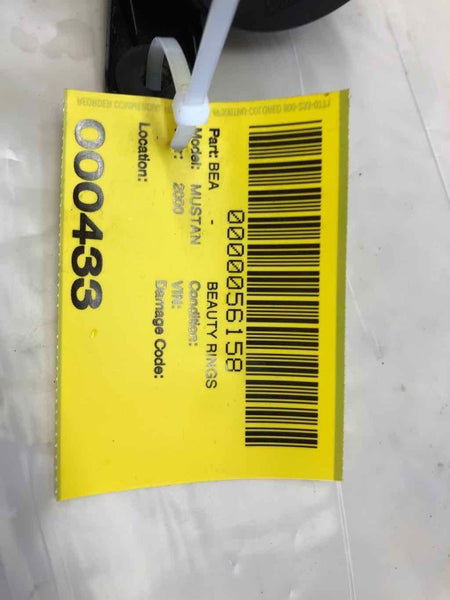 0000056158
Part: BEA - BEAUTY RINGS
Model: MUSTAN Condition:
2000 VIN:
Location: Damage Code:
000433